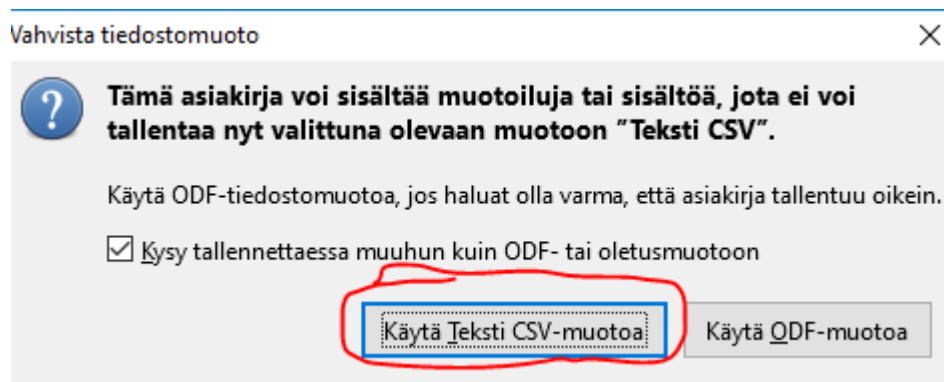 Vahvista tiedostomuoto
Tämä asiakirja voi sisältää muotoiluja tai sisältöä, jota ei voi
tallentaa nyt valittuna olevaan muotoon ”Teksti CSV”.
Käytä ODF-tiedostomuotoa, jos haluat olla varma, että asiakirja tallentuu oikein.
Kysy tallennettaessa muuhun kuin ODF- tai oletusmuotoon
Käytä Teksti CSV-muotoa
Käytä ODF-muotoa